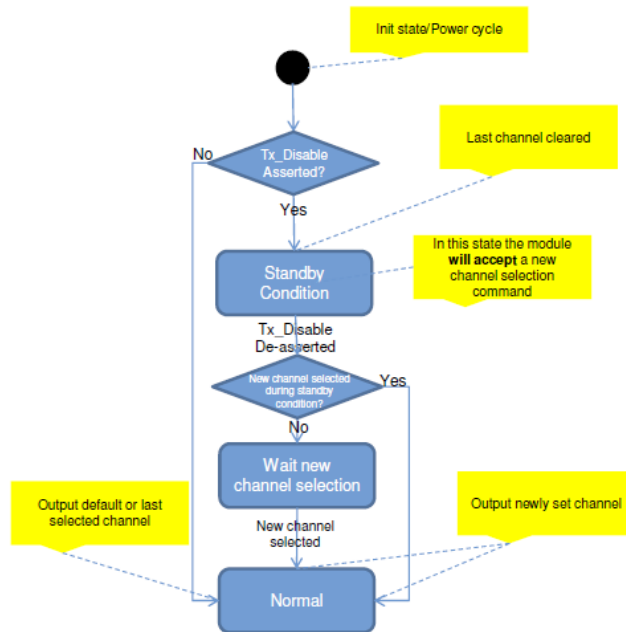 Init state/Power cycle
Last channel cleared
No
Tx_Disable
Asserted?
Yes
In this state the module
will accept a new
channel selection
command
Standby
Condition
Tx_Disable
De-asserted
New channel selected
during standby
condition?
Yes
No
Wait new
channel selection
Output default or last
selected channel
Output newly set channel
New channel
selected
Normal